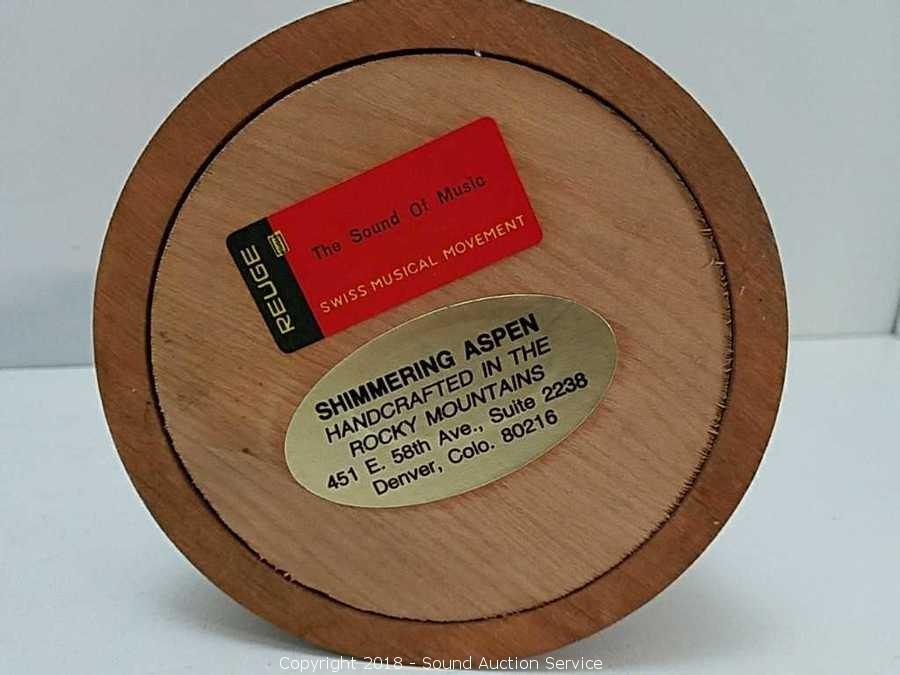 REUGE
The Sound Of Music
SWISS MUSICAL MOVEMENT
SHIMMERING ASPEN
HANDCRAFTED IN THE
ROCKY MOUNTAINS
451 E. 58th Ave., Suite 2238
Denver, Colo. 80216
Copyright 2018 - Sound Auction Service